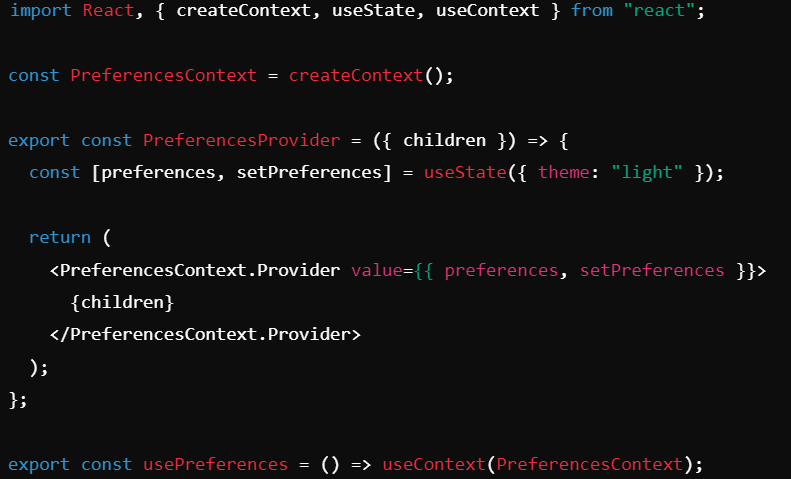 import React, { createContext, useState, useContext } from "react";
const PreferencesContext = createContext();
export const PreferencesProvider = ({ children }) => {
const [preferences, setPreferences] = useState({ theme: "light" });
return (
<PreferencesContext.Provider value={{ preferences, setPreferences }}>
{children}
</PreferencesContext.Provider>
);
};
export const usePreferences = () => useContext(PreferencesContext);